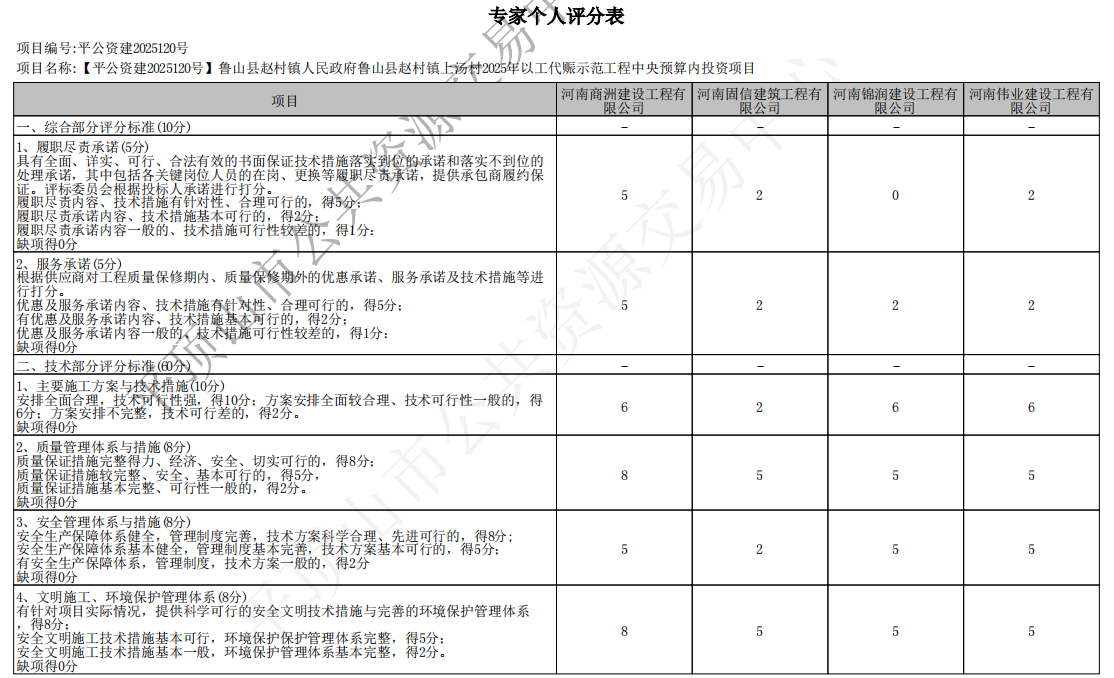 专家个人评分表
项目编号:平公资建2025120号
项目名称:【平公资建2025120号】鲁山县赵村镇人民政府鲁山县赵村镇上汤村2025年以工代赈示范工程中央预算内投资项目
项目
河南商洲建设工程有
限公司
河南固信建筑工程有
限公司
河南锦润建设工程有
限公司
河南伟业建设工程有
限公司
一、综合部分评分标准(10分)
- - - -
1、履职尽责承诺(5分)
具有全面、详实、可行、合法有效的书面保证技术措施落实到位的承诺和落实不到位的
处理承诺，其中包括各关键岗位人员的在岗、更换等履职尽责承诺，提供承包商履约保
证。评标委员会根据投标人承诺进行打分。
履职尽责内容、技术措施有针对性、合理可行的，得5分；
履职尽责承诺内容、技术措施基本可行的，得2分；
履职尽责承诺内容一般的、技术措施可行性较差的，得1分：
缺项得0分
5 2 0 2
2、服务承诺(5分)
根据供应商对工程质量保修期内、质量保修期外的优惠承诺、服务承诺及技术措施等进
行打分。
优惠及服务承诺内容、技术措施有针对性、合理可行的，得5分；
有优惠及服务承诺内容、技术措施基本可行的，得2分；
优惠及服务承诺内容一般的、技术措施可行性较差的，得1分：
缺项得0分
5 2 2 2
二、技术部分评分标准(60分)
- - - -
1、主要施工方案与技术措施(10分)
安排全面合理，技术可行性强，得10分；方案安排全面较合理、技术可行性一般的，得
6分；方案安排不完整，技术可行差的，得2分。
缺项得0分
6 2 6 6
2、质量管理体系与措施(8分)
质量保证措施完整得力、经济、安全、切实可行的，得8分；
质量保证措施较完整、安全、基本可行的，得5分，
质量保证措施基本完整、可行性一般的，得2分。
缺项得0分
8 5 5 5
3、安全管理体系与措施(8分)
安全生产保障体系健全，管理制度完善，技术方案科学合理、先进可行的，得8分；
安全生产保障体系基本健全，管理制度基本完善，技术方案基本可行的，得5分；
有安全生产保障体系，管理制度，技术方案一般的，得2分
缺项得0分
5 2 5 5
4、文明施工、环境保护管理体系(8分)
有针对项目实际情况，提供科学可行的安全文明技术措施与完善的环境保护管理体系
，得8分；
安全文明施工技术措施基本可行，环境保护保护管理体系完整，得5分；
安全文明施工技术措施基本一般，环境保护管理体系基本完整，得2分。
缺项得0分
8 5 5 5
平顶山市公共资源交易中
平顶山市公共资源交易中心